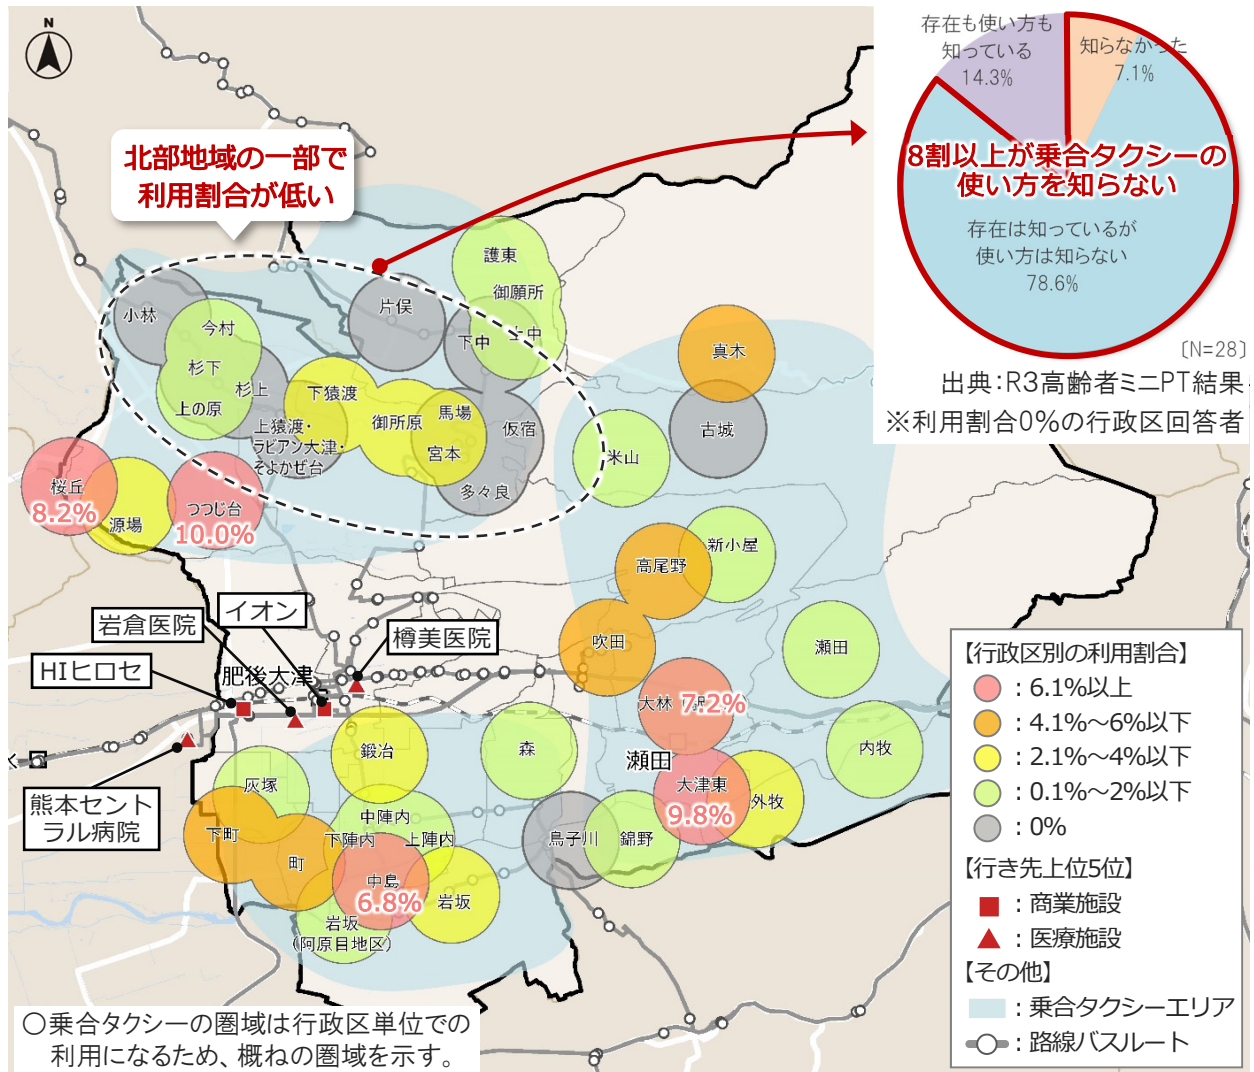 N
北部地域の一部で
利用割合が低い
存在も使い方も
知っている
14.3%
知らなかった
7.1%
8割以上が乗合タクシーの
使い方を知らない
存在は知っているが
使い方は知らない
78.6%
[N=28]
出典：R3高齢者ミニPT結果
※利用割合0%の行政区回答者
護東
御願所
上中
下中
片俣
小林
今村
杉下
杉上
上の原
下猿渡
上猿渡・
ラビアン大津・
そよかぜ台
御所原
馬場
宮本
仮宿
多々良
真木
古城
米山
桜丘
8.2%
源場
つつじ台
10.0%
新小屋
高尾野
吹田
瀬田
大林
7.2%
内牧
瀬田
大津東
9.8%
外牧
イオン
岩倉医院
樽美医院
HIヒロセ
肥後大津
熊本セント
ラル病院
鍛冶
森
灰塚
中陣内
下陣内
上陣内
下町
町
中島
6.8%
岩坂
岩坂
(阿原目地区)
鳥子川
錦野
【行政区別の利用割合】
：6.1%以上
：4.1%～6%以下
：2.1%～4%以下
：0.1%～2%以下
：0%
【行き先上位5位】
：商業施設
：医療施設
【その他】
：乗合タクシーエリア
：路線バスルート
○乗合タクシーの圏域は行政区単位での
利用になるため、概ねの圏域を示す。